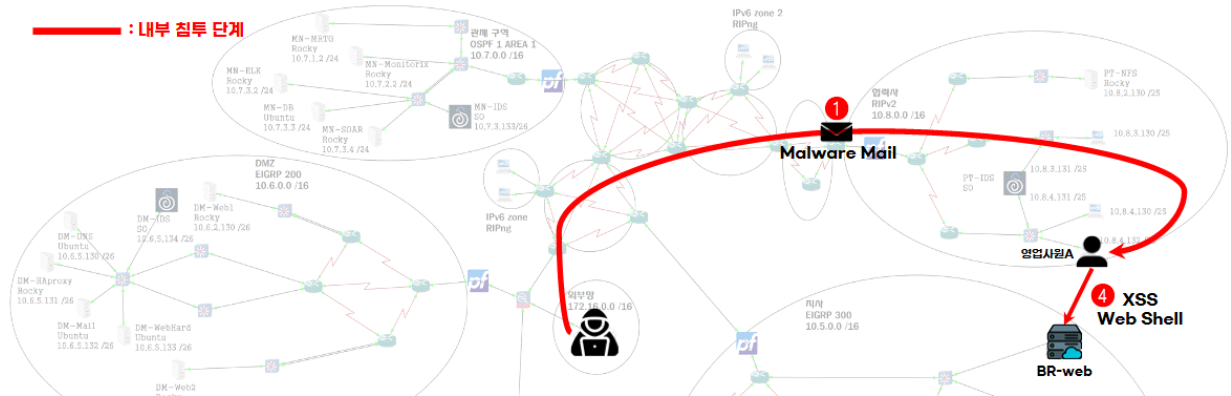 : 내부 침투 단계
MN-MRTG
Rocky
10.7.1.2 /24
관제 구역
OSPF 1 AREA 1
10.7.0.0 /16
MN-Monitorix
Rocky
10.7.2.2 /24
MN-ELK
Rocky
10.7.3.2 /24
MN-DB
Ubuntu
10.7.3.3 /24
MN-SOAR
Rocky
10.7.3.4 /24
MN-IDS
SO
10.7.3.133/26
pf
IPv6 zone 2
RIPng
협력사
RIPv2
10.8.0.0 /16
PT-NFS
Rocky
10.8.2.130 /25
10.8.3.130 /25
10.8.3.131 /25
PT-IDS
SO
10.8.4.131 /25
10.8.4.130 /25
1
Malware Mail
영업사원A
4 XSS
Web Shell
BR-web
DMZ
EIGRP 200
10.6.0.0 /16
DM-IDS
SO
10.6.5.134 /26
DM-Web1
Rocky
10.6.2.130 /26
DM-DNS
Ubuntu
10.6.5.130 /26
DM-HAproxy
Rocky
10.6.5.131 /26
DM-Mail
Ubuntu
10.6.5.132 /26
DM-WebHard
Ubuntu
10.6.5.133 /26
DM-Web2
IPv6 zone
RIPng
pf
외부망
172.16.0.0 /16
지사
EIGRP 300
10.5.0.0 /16
pf